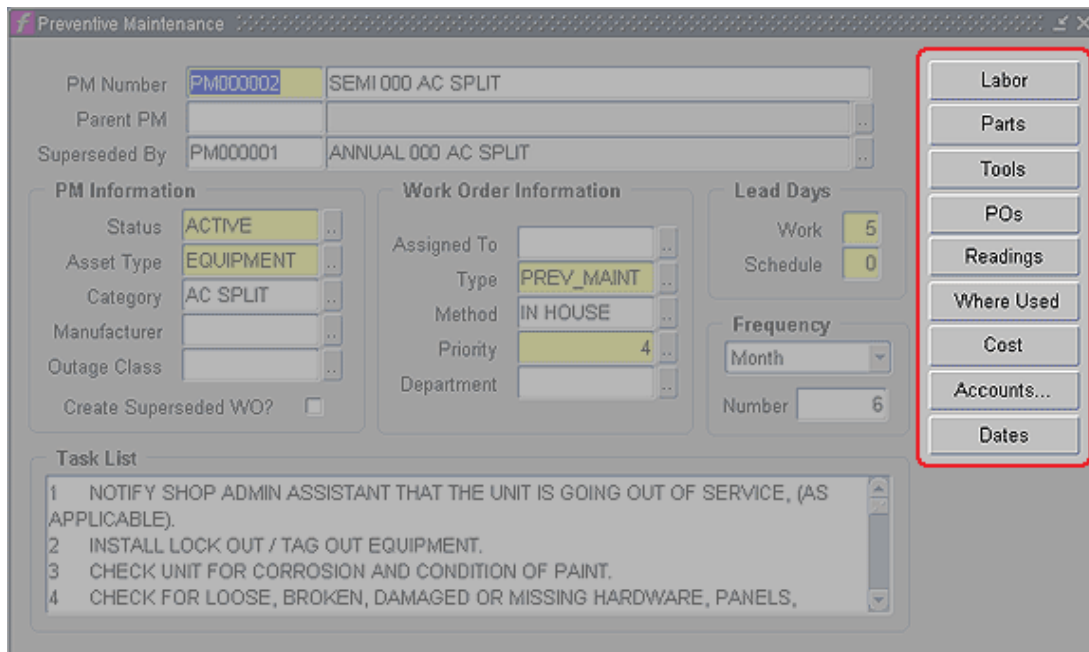 Preventive Maintenance
PM Number PM000002 SEMI 000 AC SPLIT
Parent PM
Superseded By PM000001 ANNUAL 000 AC SPLIT
PM Information
Status ACTIVE
Asset Type EQUIPMENT
Category AC SPLIT
Manufacturer
Outage Class
Create Superseded WO?
Work Order Information
Assigned To
Type PREV_MAINT
Method IN HOUSE
Priority 4
Department
Lead Days
Work 5
Schedule 0
Frequency
Month
Number 6
Task List
1 NOTIFY SHOP ADMIN ASSISTANT THAT THE UNIT IS GOING OUT OF SERVICE, (AS
APPLICABLE).
2 INSTALL LOCK OUT / TAG OUT EQUIPMENT.
3 CHECK UNIT FOR CORROSION AND CONDITION OF PAINT.
4 CHECK FOR LOOSE, BROKEN, DAMAGED OR MISSING HARDWARE, PANELS,
Labor
Parts
Tools
POs
Readings
Where Used
Cost
Accounts...
Dates